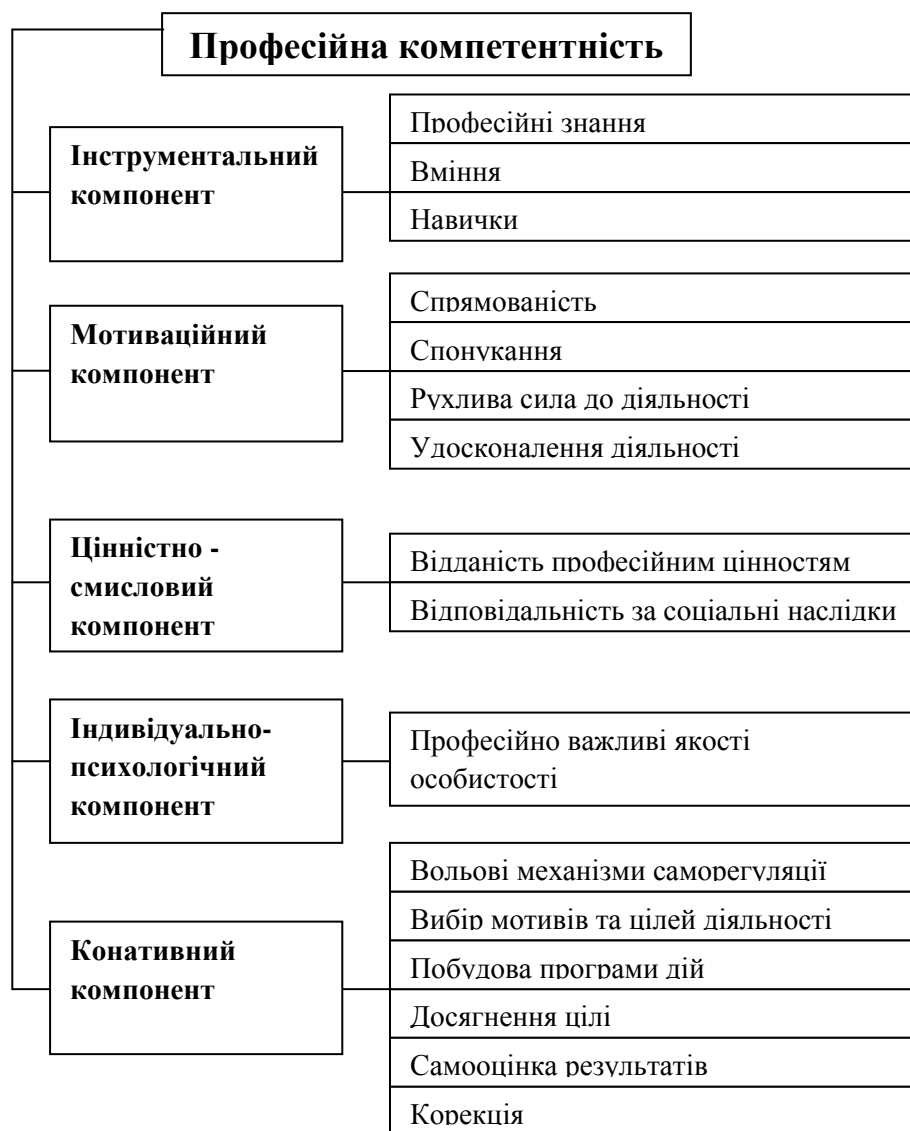 Професійна компетентність
Інструментальний
компонент
Професійні знання
Вміння
Навички
Мотиваційний
компонент
Спрямованість
Спонукання
Рухлива сила до діяльності
Удосконалення діяльності
Цінністно -
смисловий
компонент
Відданість професійним цінностям
Відповідальність за соціальні наслідки
Індивідуально-
психологічний
компонент
Професійно важливі якості
особистості
Конативний
компонент
Вольові механізми саморегуляції
Вибір мотивів та цілей діяльності
Побудова програми дій
Досягнення цілі
Самооцінка результатів
Корекція